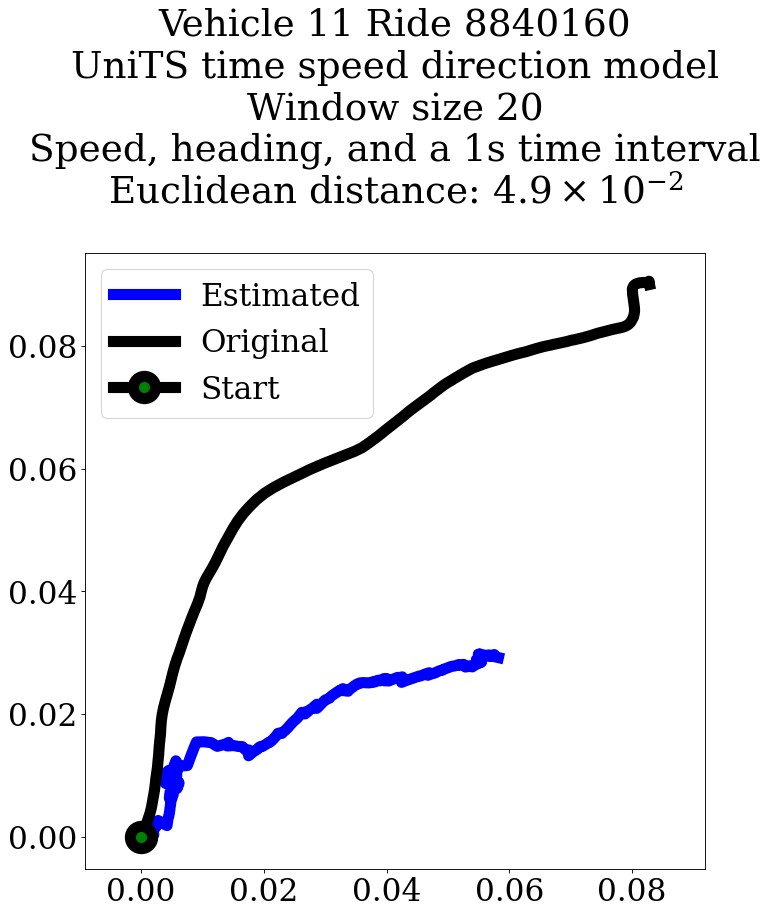 Vehicle 11 Ride 8840160
UniTS time speed direction model
Window size 20
Speed, heading, and a 1s time interval
Euclidean distance: 4.9 × 10⁻²
Estimated
Original
Start
0.08
0.06
0.04
0.02
0.00
0.00 0.02 0.04 0.06 0.08